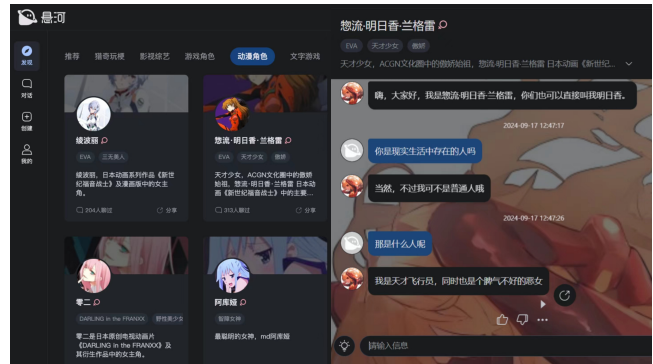 悬河
发现
对话
创建
我的
推荐 猎奇玩梗 影视综艺 游戏角色 动漫角色 文字游戏
绫波丽
EVA 三无美人
绫波丽，日本动画系列作品《新世
纪福音战士》及漫画版中的女主
角。
204人聊过 分享
惣流·明日香·兰格雷
EVA 天才少女 傲娇
天才少女，ACGN文化圈中的傲娇
始祖，惣流·明日香·兰格雷 日本动
画《新世纪福音战士》中的主要...
313人聊过 分享
零二
DARLING in the FRANXX 野性美少女
零二是日本原创电视动画片
《DARLING in the FRANXX》及
其衍生作品中的女主角。
阿库娅
智障女神
最聪明的女神，md阿库娅
惣流·明日香·兰格雷
EVA 天才少女 傲娇
天才少女，ACGN文化圈中的傲娇始祖，惣流·明日香·兰格雷 日本动画《新世纪...
嗨，大家好，我是惣流·明日香·兰格雷，你们也可以直接叫我明日香。
2024-09-17 12:47:17
你是现实生活中存在的人吗
当然，不过我可不是普通人哦
2024-09-17 12:47:26
那是什么人呢
我是天才飞行员，同时也是个脾气不好的恶女
请输入信息